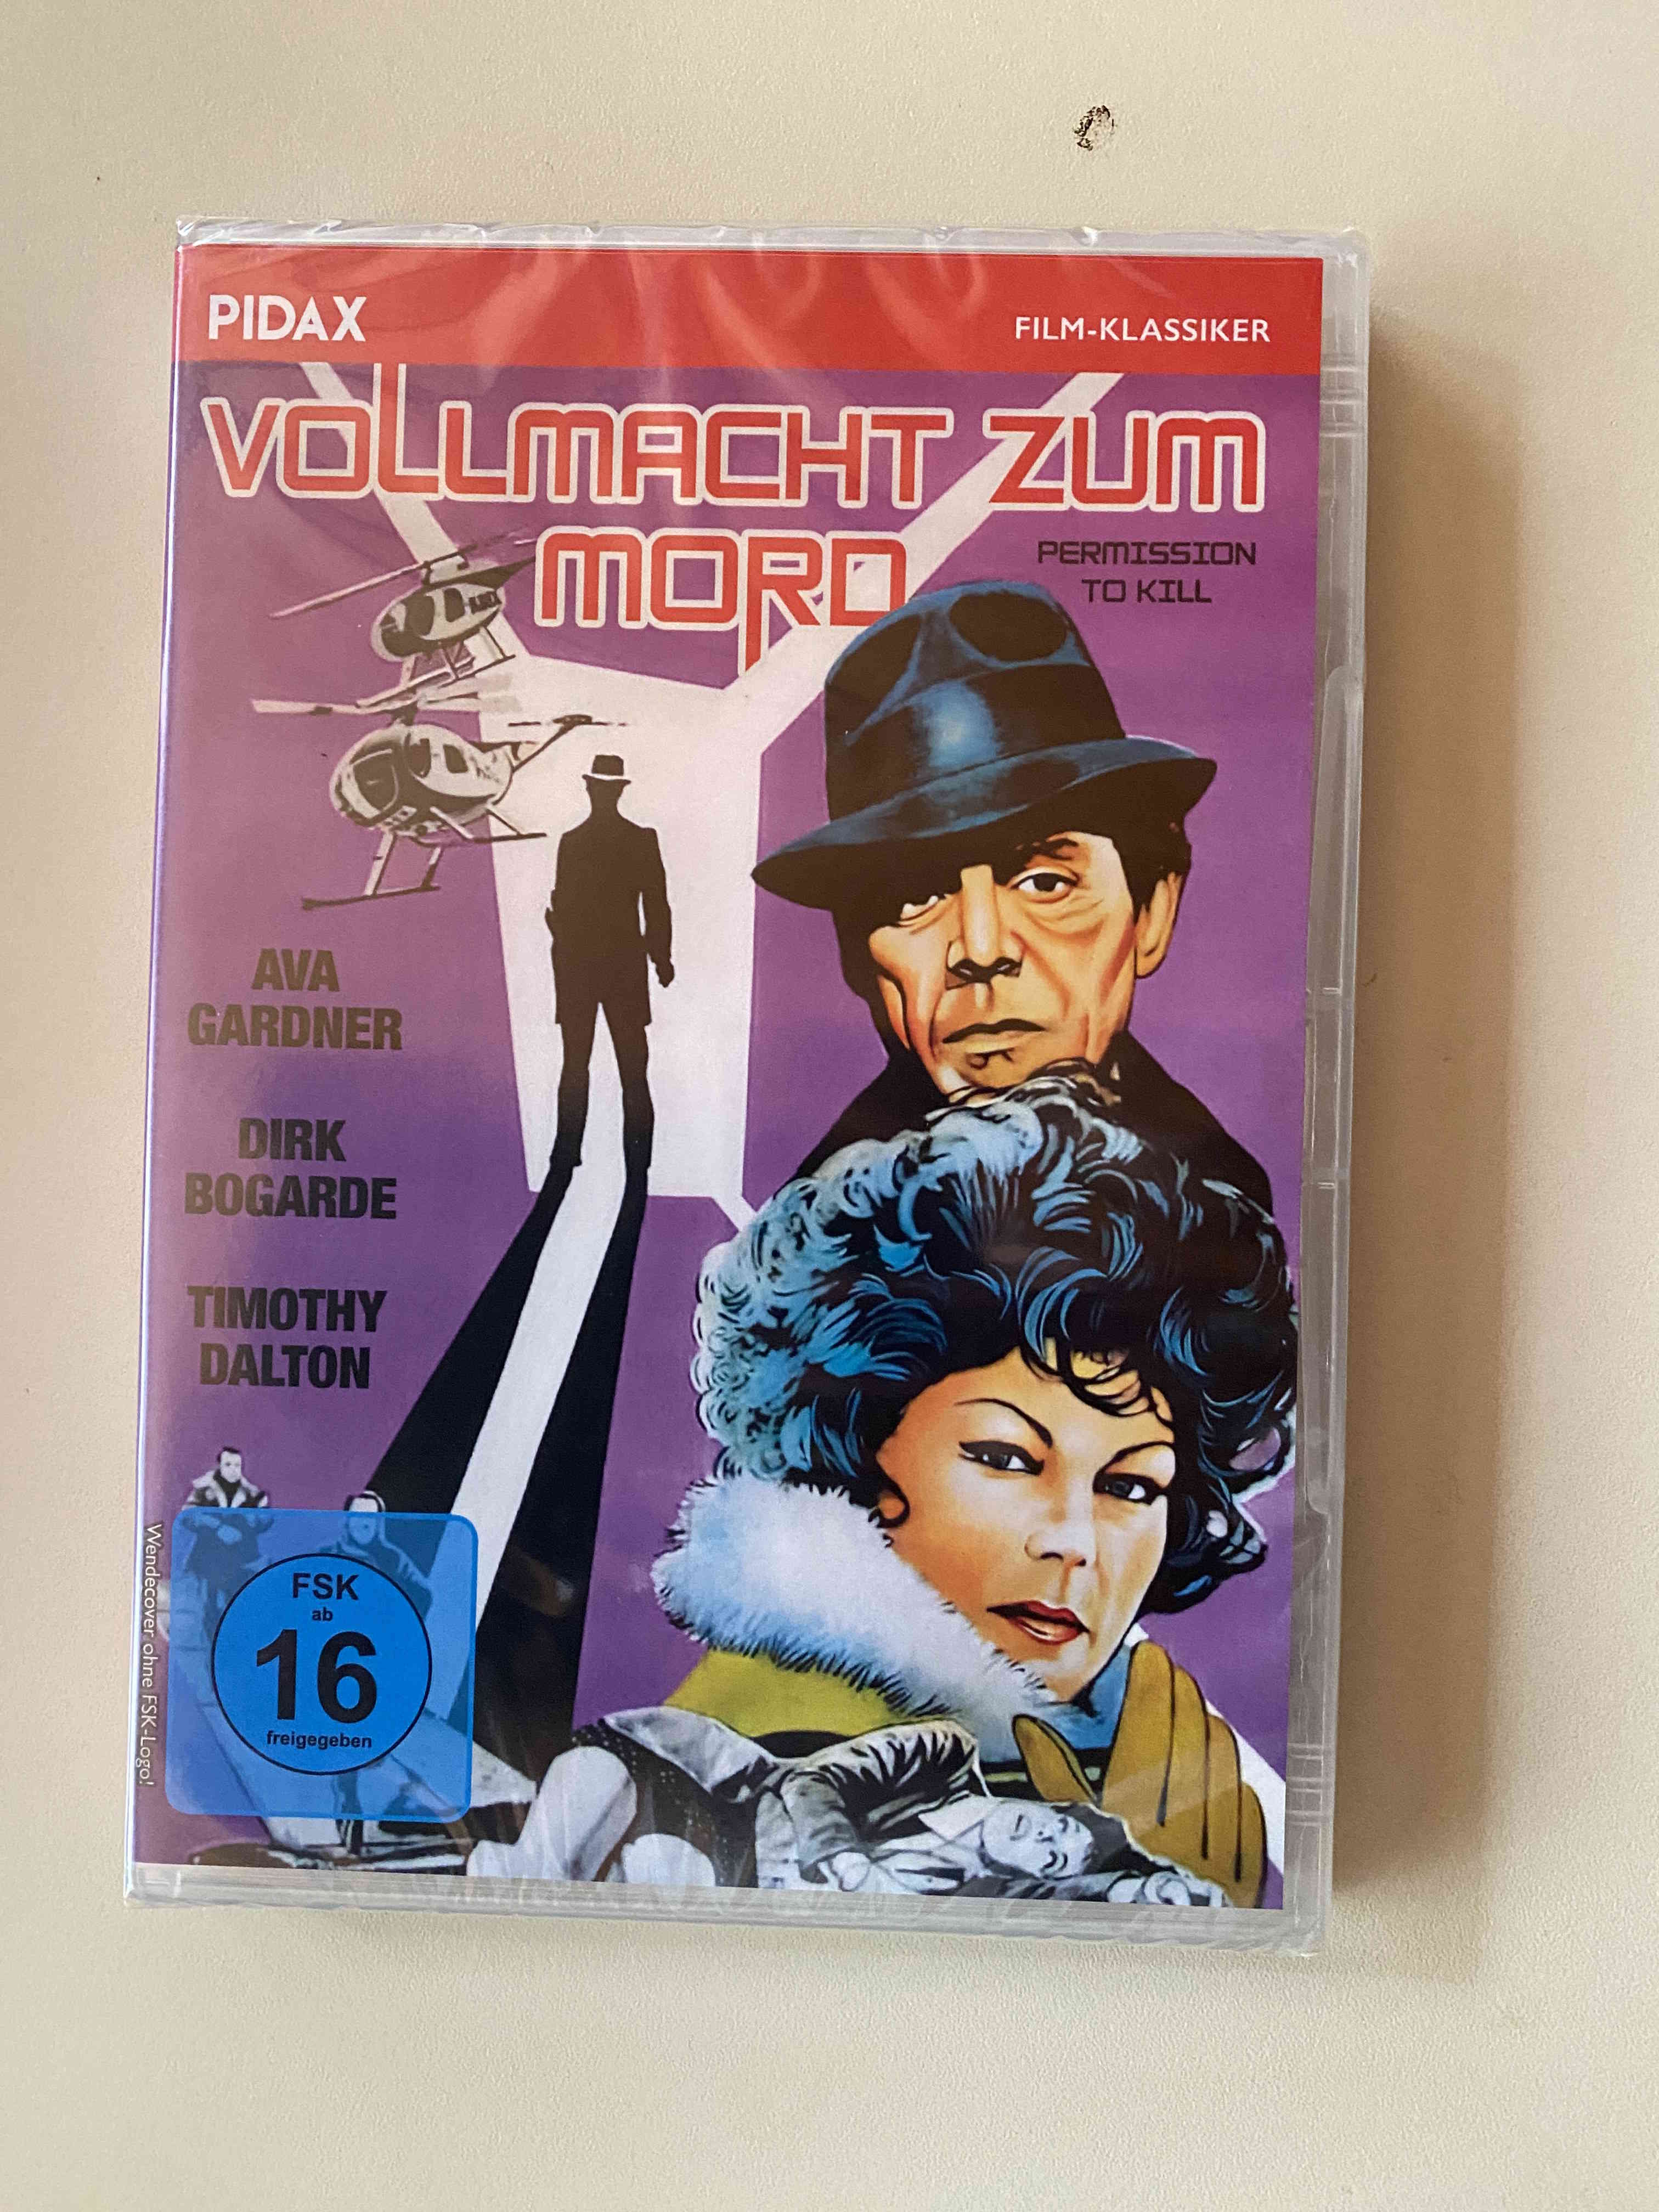 PIDAX
FILM-KLASSIKER
VOLLMACHT ZUM
MORD
PERMISSION
TO KILL
AVA
GARDNER
DIRK
BOGARDE
TIMOTHY
DALTON
FSK
ab
16
freigegeben
Wendecover ohne FSK-Logo!